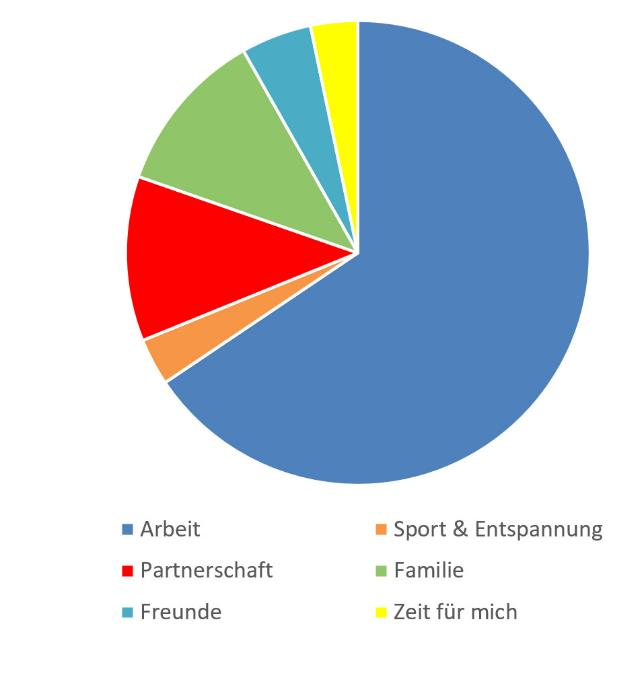 Arbeit
Sport & Entspannung
Partnerschaft
Familie
Freunde
Zeit für mich